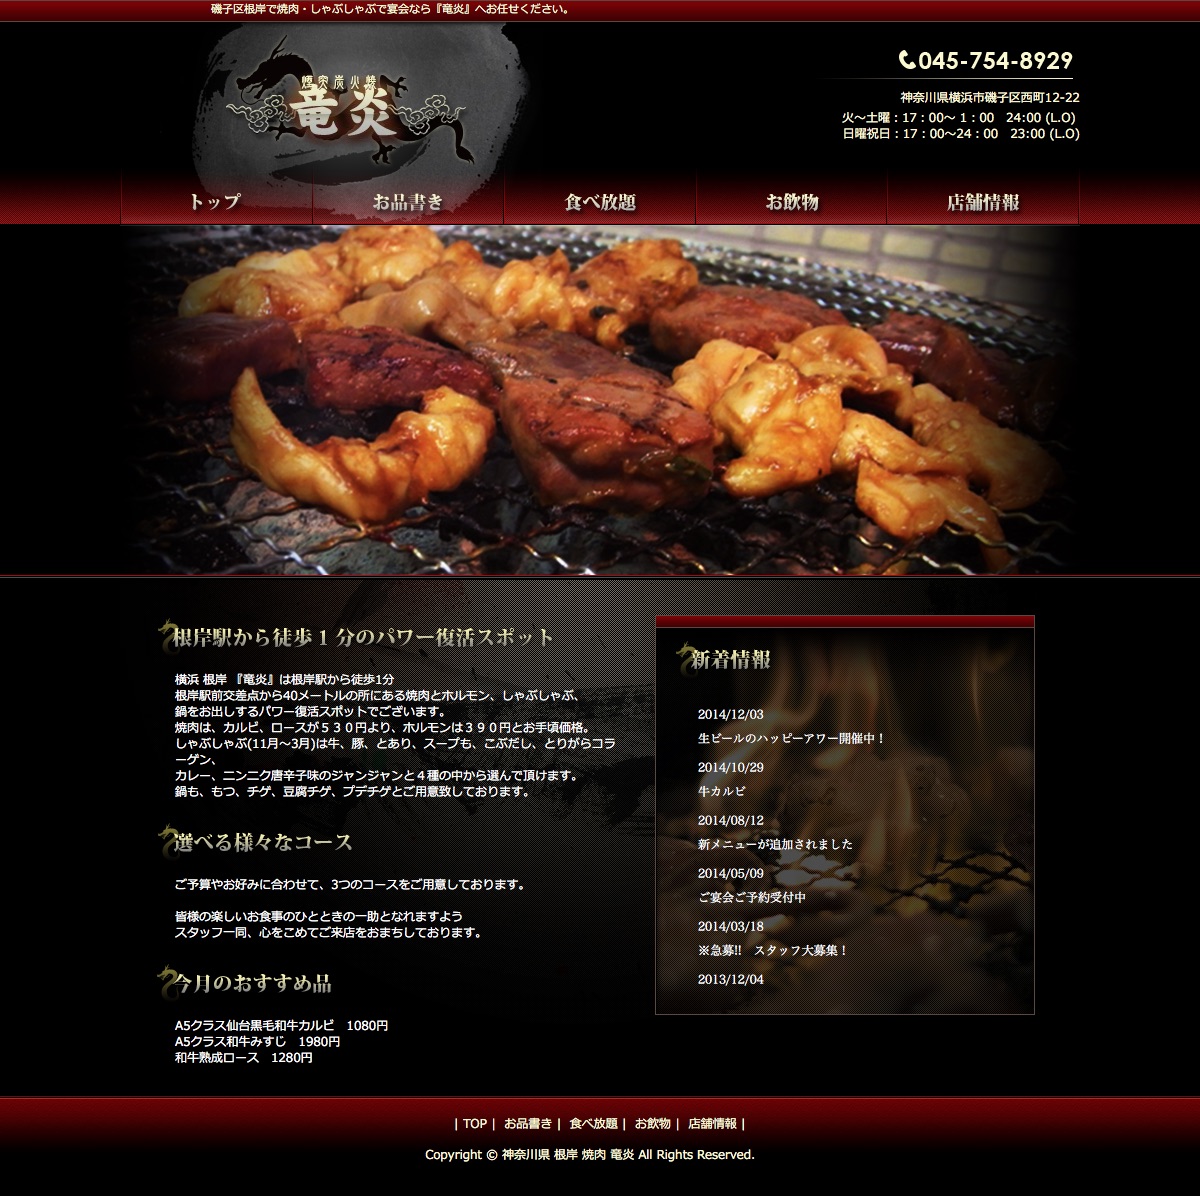 磯子区根岸で焼肉・しゃぶしゃぶで宴会なら『竜炎』へお任せください。
竜炎
045-754-8929
神奈川県横浜市磯子区西町12-22
火～土曜：17：00～ 1：00　24:00 (L.O)
日曜祝日：17：00～24：00　23:00 (L.O)
トップ
お品書き
食べ放題
お飲物
店舗情報
根岸駅から徒歩１分のパワー復活スポット
横浜 根岸 『竜炎』は根岸駅から徒歩1分
根岸駅前交差点から40メートルの所にある焼肉とホルモン、しゃぶしゃぶ、
鍋をお出しするパワー復活スポットでございます。
焼肉は、カルビ、ロースが５３０円より、ホルモンは３９０円とお手頃価格。
しゃぶしゃぶ(11月～3月)は牛、豚、とあり、スープも、こぶだし、とりがらコラ
ーゲン、
カレー、ニンニク唐辛子味のジャンジャンと４種の中から選んで頂けます。
鍋も、もつ、チゲ、豆腐チゲ、プデチゲとご用意致しております。
選べる様々なコース
ご予算やお好みに合わせて、3つのコースをご用意しております。
皆様の楽しいお食事のひとときの一助となれますよう
スタッフ一同、心をこめてご来店をおまちしております。
今月のおすすめ品
A5クラス仙台黒毛和牛カルビ　1080円
A5クラス和牛みすじ　1980円
和牛熟成ロース　1280円
新着情報
2014/12/03
生ビールのハッピーアワー開催中！
2014/10/29
牛カルビ
2014/08/12
新メニューが追加されました
2014/05/09
ご宴会ご予約受付中
2014/03/18
※急募!!　スタッフ大募集！
2013/12/04
| TOP | お品書き | 食べ放題 | お飲物 | 店舗情報 |
Copyright © 神奈川県 根岸 焼肉 竜炎 All Rights Reserved.